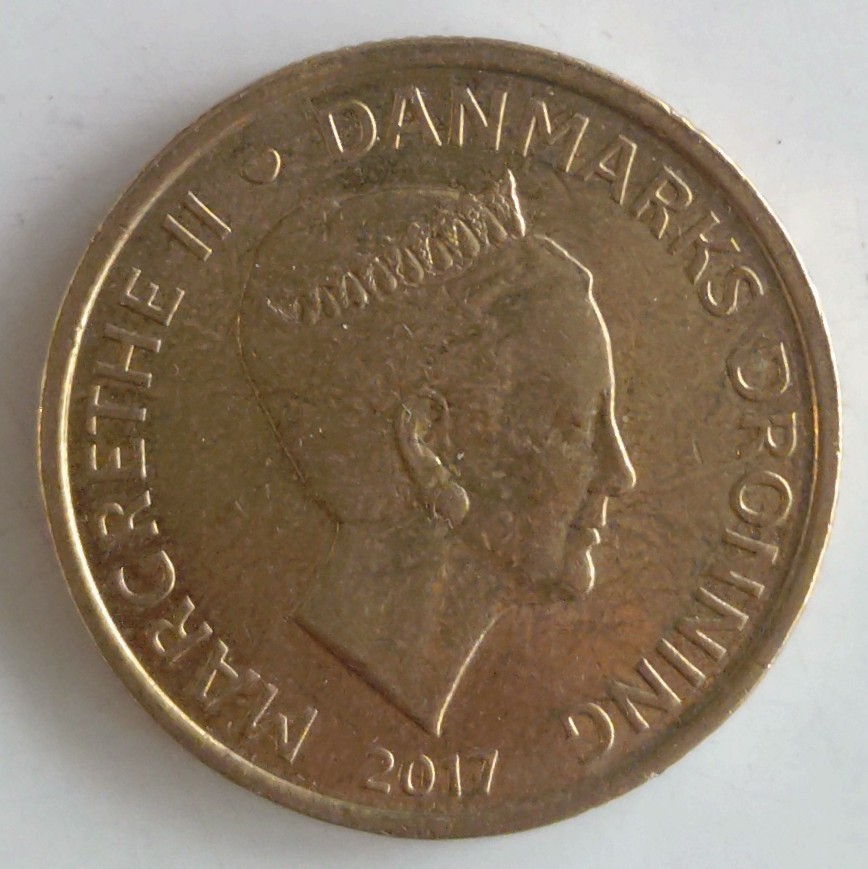 MARGRETHE II DANMARKS DRONNING
2017